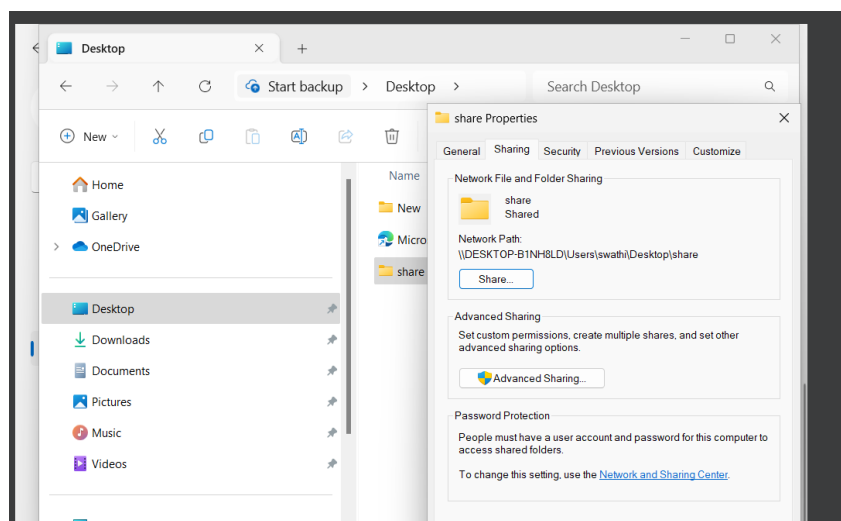 Desktop
Start backup > Desktop >
Search Desktop
New
Home
Gallery
OneDrive
Desktop
Downloads
Documents
Pictures
Music
Videos
Name
New
Micro
share
share Properties
General Sharing Security Previous Versions Customize
Network File and Folder Sharing
share
Shared
Network Path:
\\DESKTOP-B1NH8LD\Users\swathi\Desktop\share
Share...
Advanced Sharing
Set custom permissions, create multiple shares, and set other
advanced sharing options.
Advanced Sharing...
Password Protection
People must have a user account and password for this computer to
access shared folders.
To change this setting, use the Network and Sharing Center.